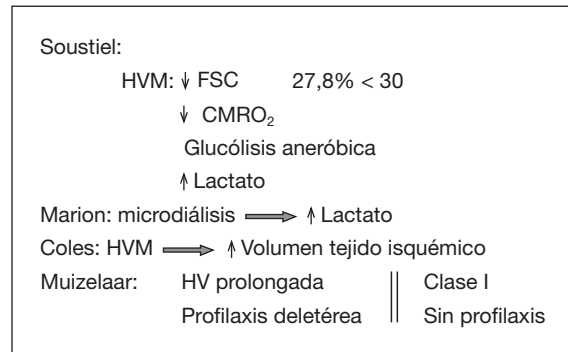 Soustiel:
HVM: ↓ FSC 27,8% < 30
↓ CMRO₂
Glucólisis aneróbica
↑ Lactato
Marion: microdiálisis ⟹ ↑ Lactato
Coles: HVM ⟹ ↑ Volumen tejido isquémico
Muizelaar: HV prolongada || Clase I
Profilaxis deletérea || Sin profilaxis